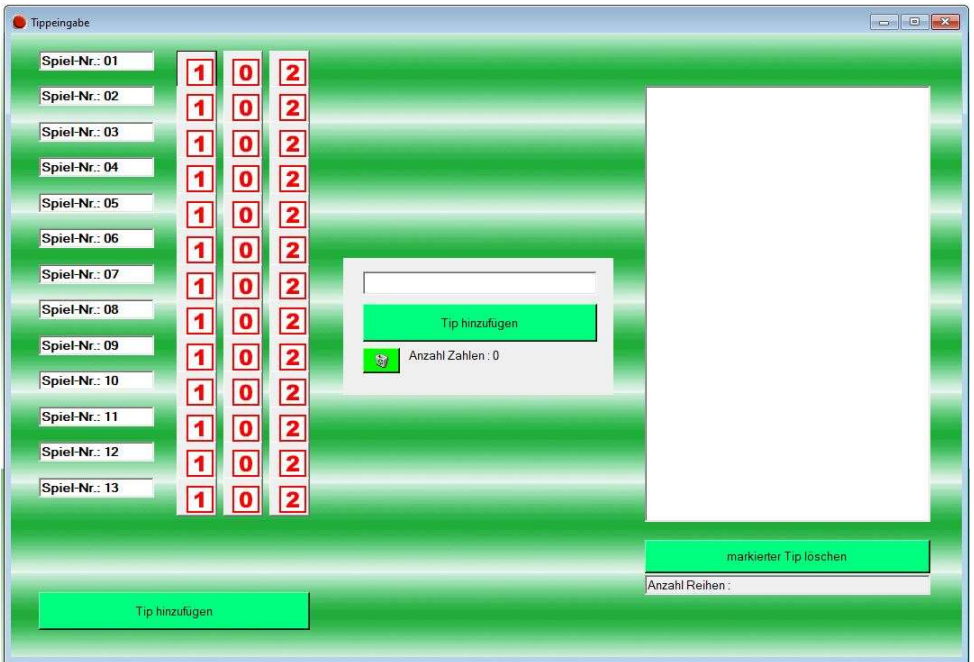 Tippeingabe
Spiel-Nr.: 01 1 0 2
Spiel-Nr.: 02 1 0 2
Spiel-Nr.: 03 1 0 2
Spiel-Nr.: 04 1 0 2
Spiel-Nr.: 05 1 0 2
Spiel-Nr.: 06 1 0 2
Spiel-Nr.: 07 1 0 2
Spiel-Nr.: 08 1 0 2
Spiel-Nr.: 09 1 0 2
Spiel-Nr.: 10 1 0 2
Spiel-Nr.: 11 1 0 2
Spiel-Nr.: 12 1 0 2
Spiel-Nr.: 13 1 0 2
Tip hinzufügen
Tip hinzufügen
Anzahl Zahlen : 0
markierter Tip löschen
Anzahl Reihen :